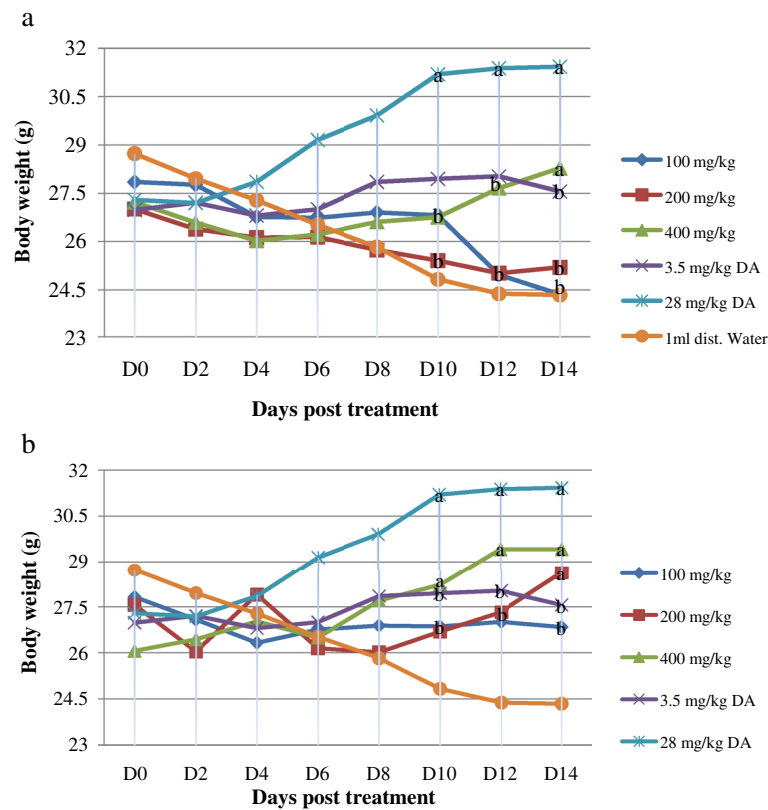 a
32
30.5
29
27.5
26
24.5
23
Body weight (g)
a a a
a
b b
b
b b b
b
D0 D2 D4 D6 D8 D10 D12 D14
Days post treatment
100 mg/kg
200 mg/kg
400 mg/kg
3.5 mg/kg DA
28 mg/kg DA
1ml dist. Water
b
32
30.5
29
27.5
26
24.5
23
Body weight (g)
a a a
a a a
a
b b b
b b b
D0 D2 D4 D6 D8 D10 D12 D14
Days post treatment
100 mg/kg
200 mg/kg
400 mg/kg
3.5 mg/kg DA
28 mg/kg DA